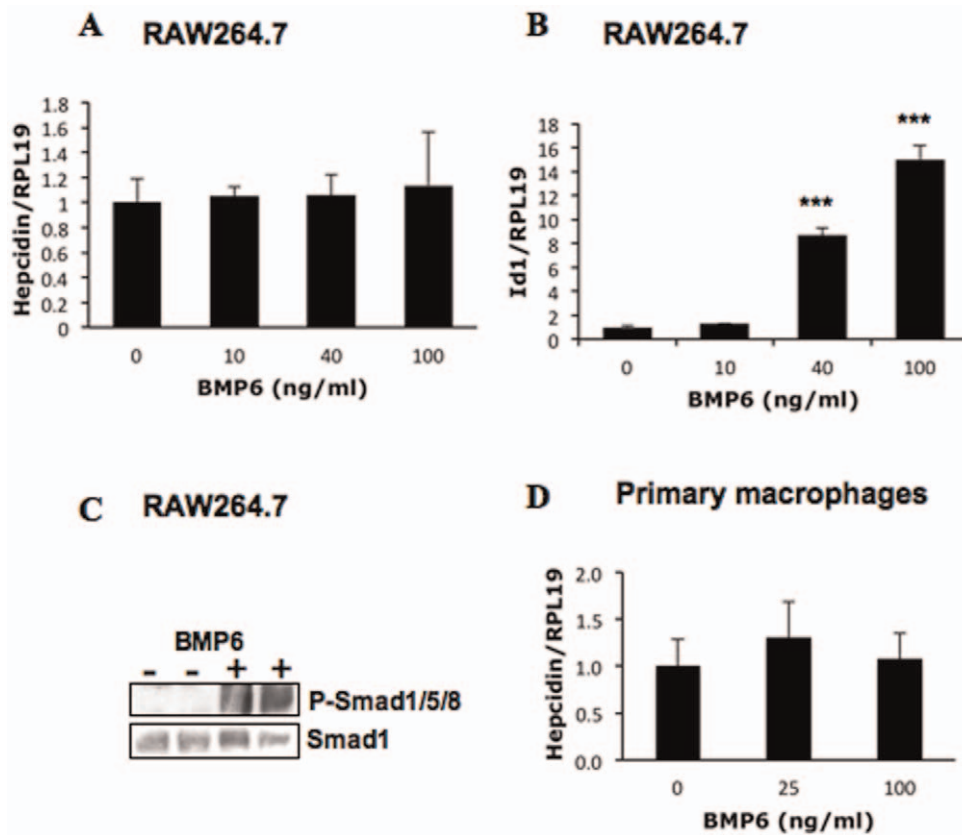 A RAW264.7
Hepcidin/RPL19
1.8
1.6
1.4
1.2
1
0.8
0.6
0.4
0.2
0
0 10 40 100
BMP6 (ng/ml)
B RAW264.7
Id1/RPL19
18
16
14
12
10
8
6
4
2
0
*** ***
0 10 40 100
BMP6 (ng/ml)
C RAW264.7
BMP6
- - + +
P-Smad1/5/8
Smad1
D Primary macrophages
Hepcidin/RPL19
2.0
1.5
1.0
0.5
0.0
0 25 100
BMP6 (ng/ml)